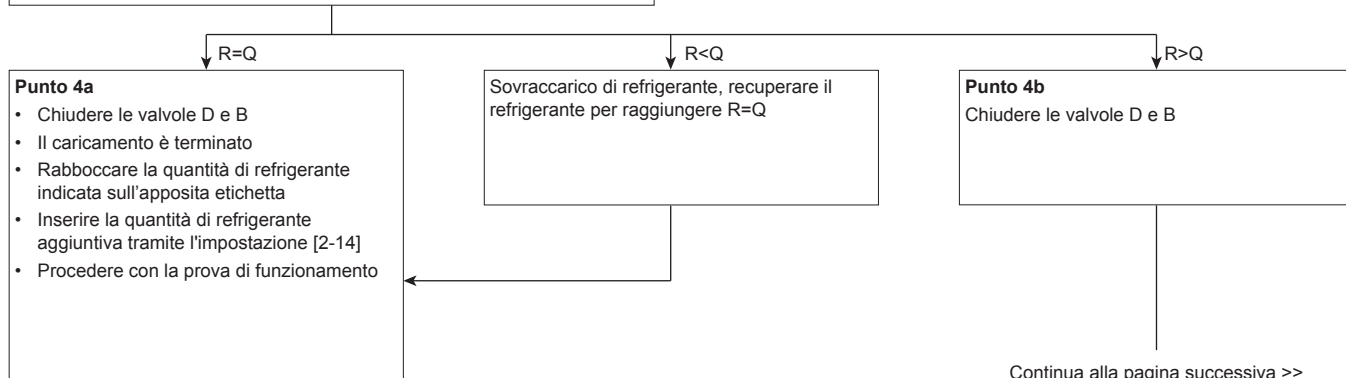 R=Q
R<Q
R>Q
Punto 4a
• Chiudere le valvole D e B
• Il caricamento è terminato
• Rabboccare la quantità di refrigerante
indicata sull'apposita etichetta
• Inserire la quantità di refrigerante
aggiuntiva tramite l'impostazione [2-14]
• Procedere con la prova di funzionamento
Sovraccarico di refrigerante, recuperare il
refrigerante per raggiungere R=Q
Punto 4b
Chiudere le valvole D e B
Continua alla pagina successiva >>